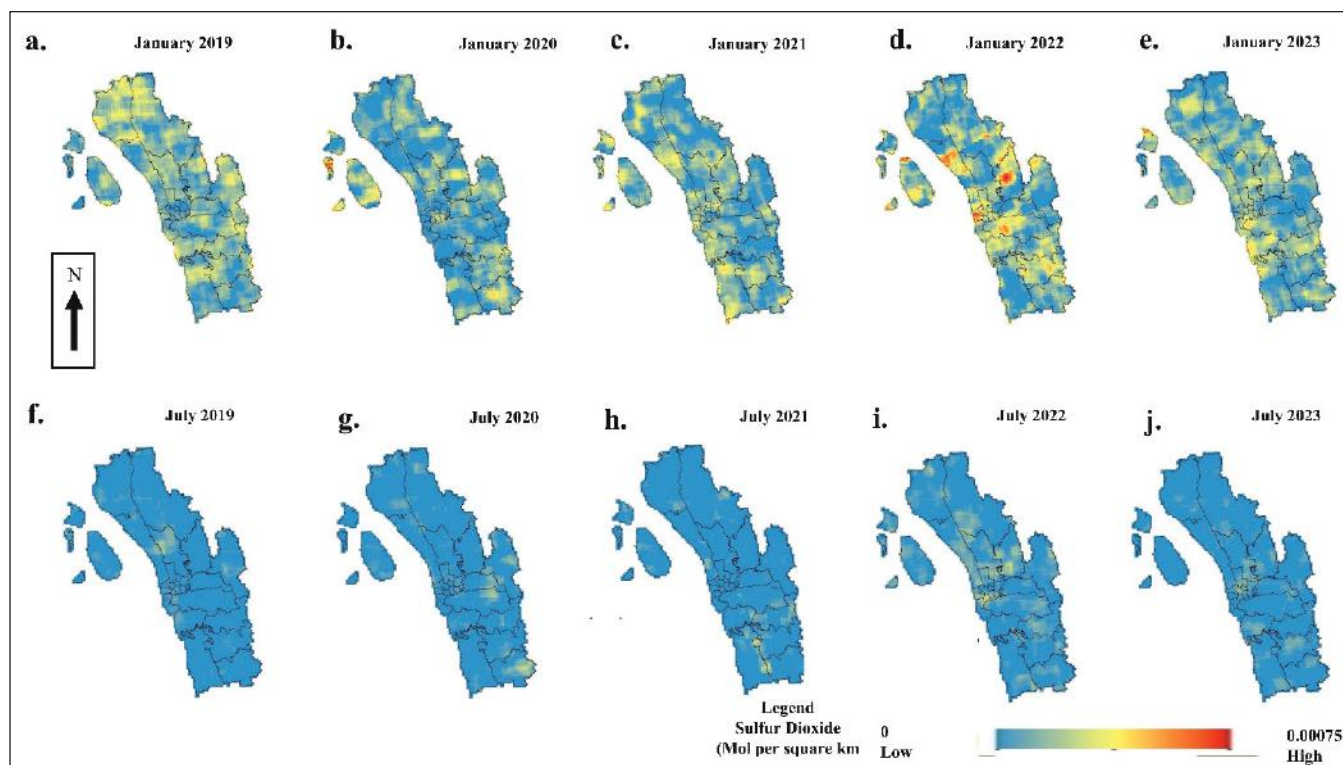 a. January 2019
b. January 2020
c. January 2021
d. January 2022
e. January 2023
N
f. July 2019
g. July 2020
h. July 2021
i. July 2022
j. July 2023
Legend
Sulfur Dioxide
(Mol per square km
0
Low
0.00075
High